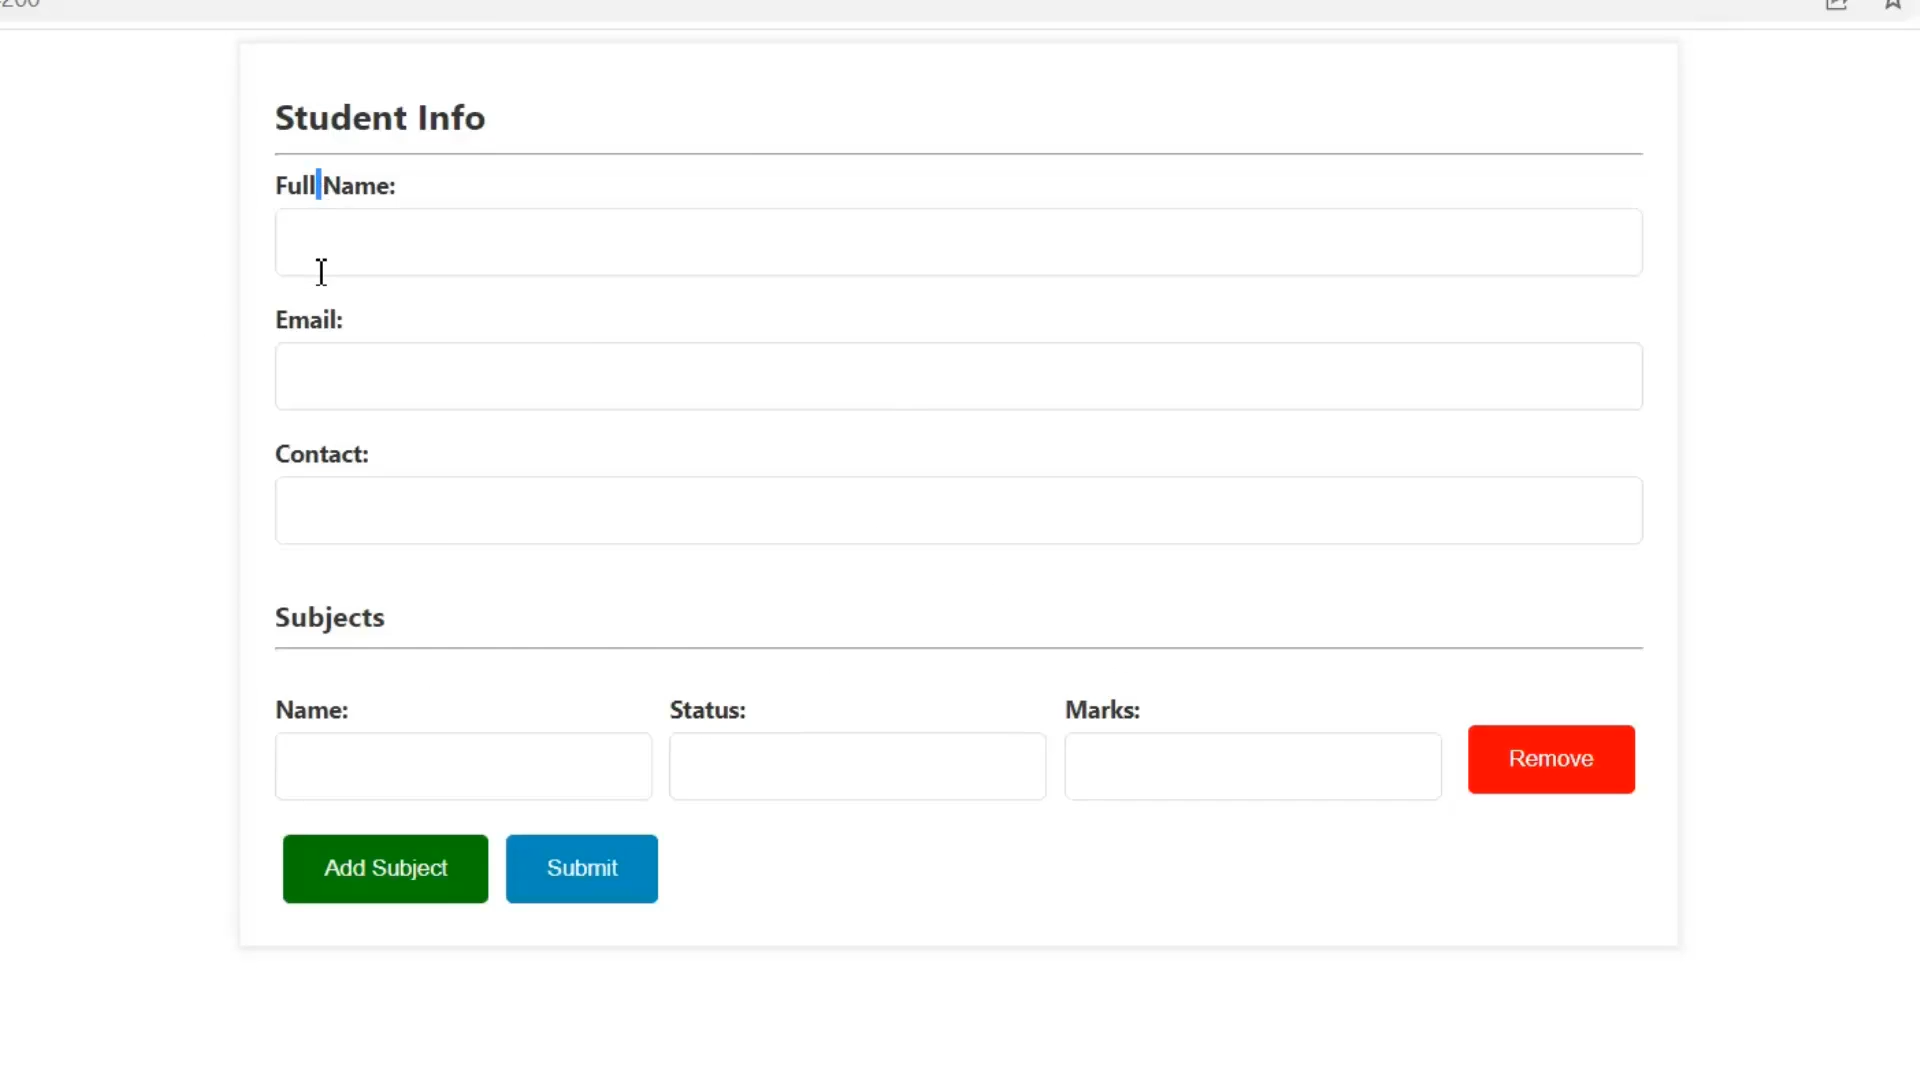 Student Info
Full Name:
Email:
Contact:
Subjects
Name: Status: Marks:
Remove
Add Subject Submit